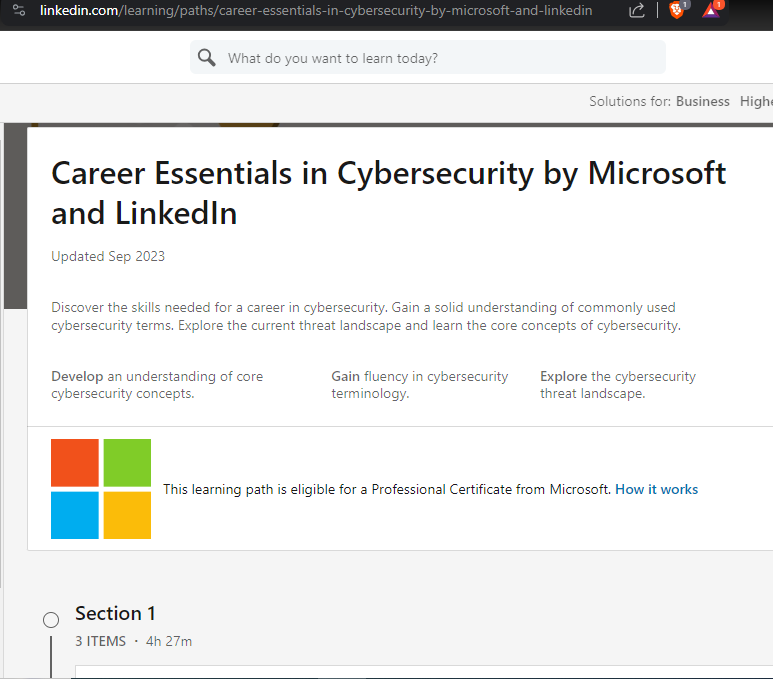 linkedin.com/learning/paths/career-essentials-in-cybersecurity-by-microsoft-and-linkedin
1
1
What do you want to learn today?
Solutions for: Business
Career Essentials in Cybersecurity by Microsoft
and LinkedIn
Updated Sep 2023
Discover the skills needed for a career in cybersecurity. Gain a solid understanding of commonly used
cybersecurity terms. Explore the current threat landscape and learn the core concepts of cybersecurity.
Develop an understanding of core
cybersecurity concepts.
Gain fluency in cybersecurity
terminology.
Explore the cybersecurity
threat landscape.
This learning path is eligible for a Professional Certificate from Microsoft. How it works
Section 1
3 ITEMS · 4h 27m